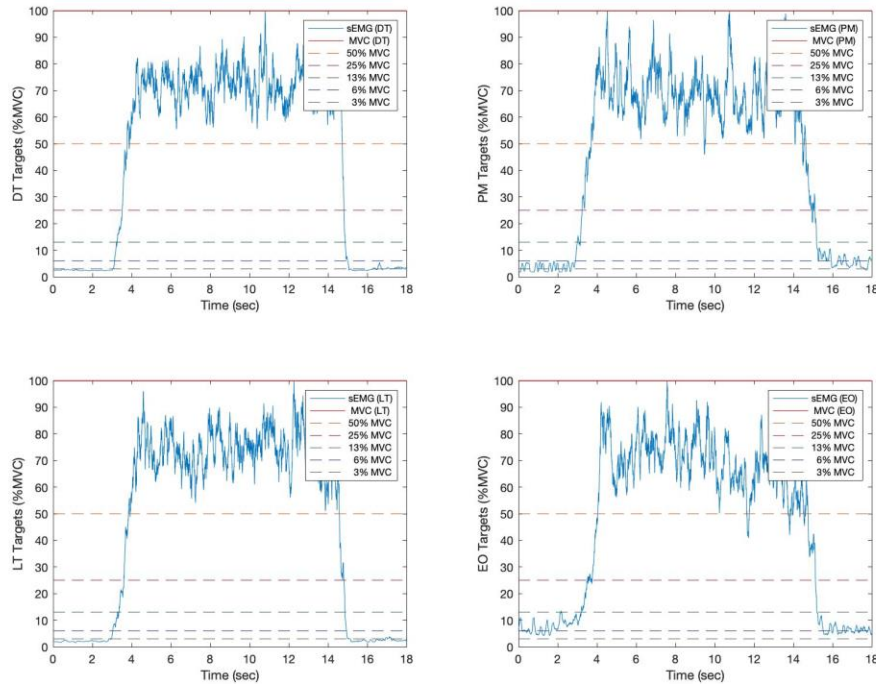 DT Targets (%MVC)
100
90
80
70
60
50
40
30
20
10
0
0 2 4 6 8 10 12 14 16 18
Time (sec)
sEMG (DT)
MVC (DT)
50% MVC
25% MVC
13% MVC
6% MVC
3% MVC
PM Targets (%MVC)
100
90
80
70
60
50
40
30
20
10
0
0 2 4 6 8 10 12 14 16 18
Time (sec)
sEMG (PM)
MVC (PM)
50% MVC
25% MVC
13% MVC
6% MVC
3% MVC
LT Targets (%MVC)
100
90
80
70
60
50
40
30
20
10
0
0 2 4 6 8 10 12 14 16 18
Time (sec)
sEMG (LT)
MVC (LT)
50% MVC
25% MVC
13% MVC
6% MVC
3% MVC
EO Targets (%MVC)
100
90
80
70
60
50
40
30
20
10
0
0 2 4 6 8 10 12 14 16 18
Time (sec)
sEMG (EO)
MVC (EO)
50% MVC
25% MVC
13% MVC
6% MVC
3% MVC